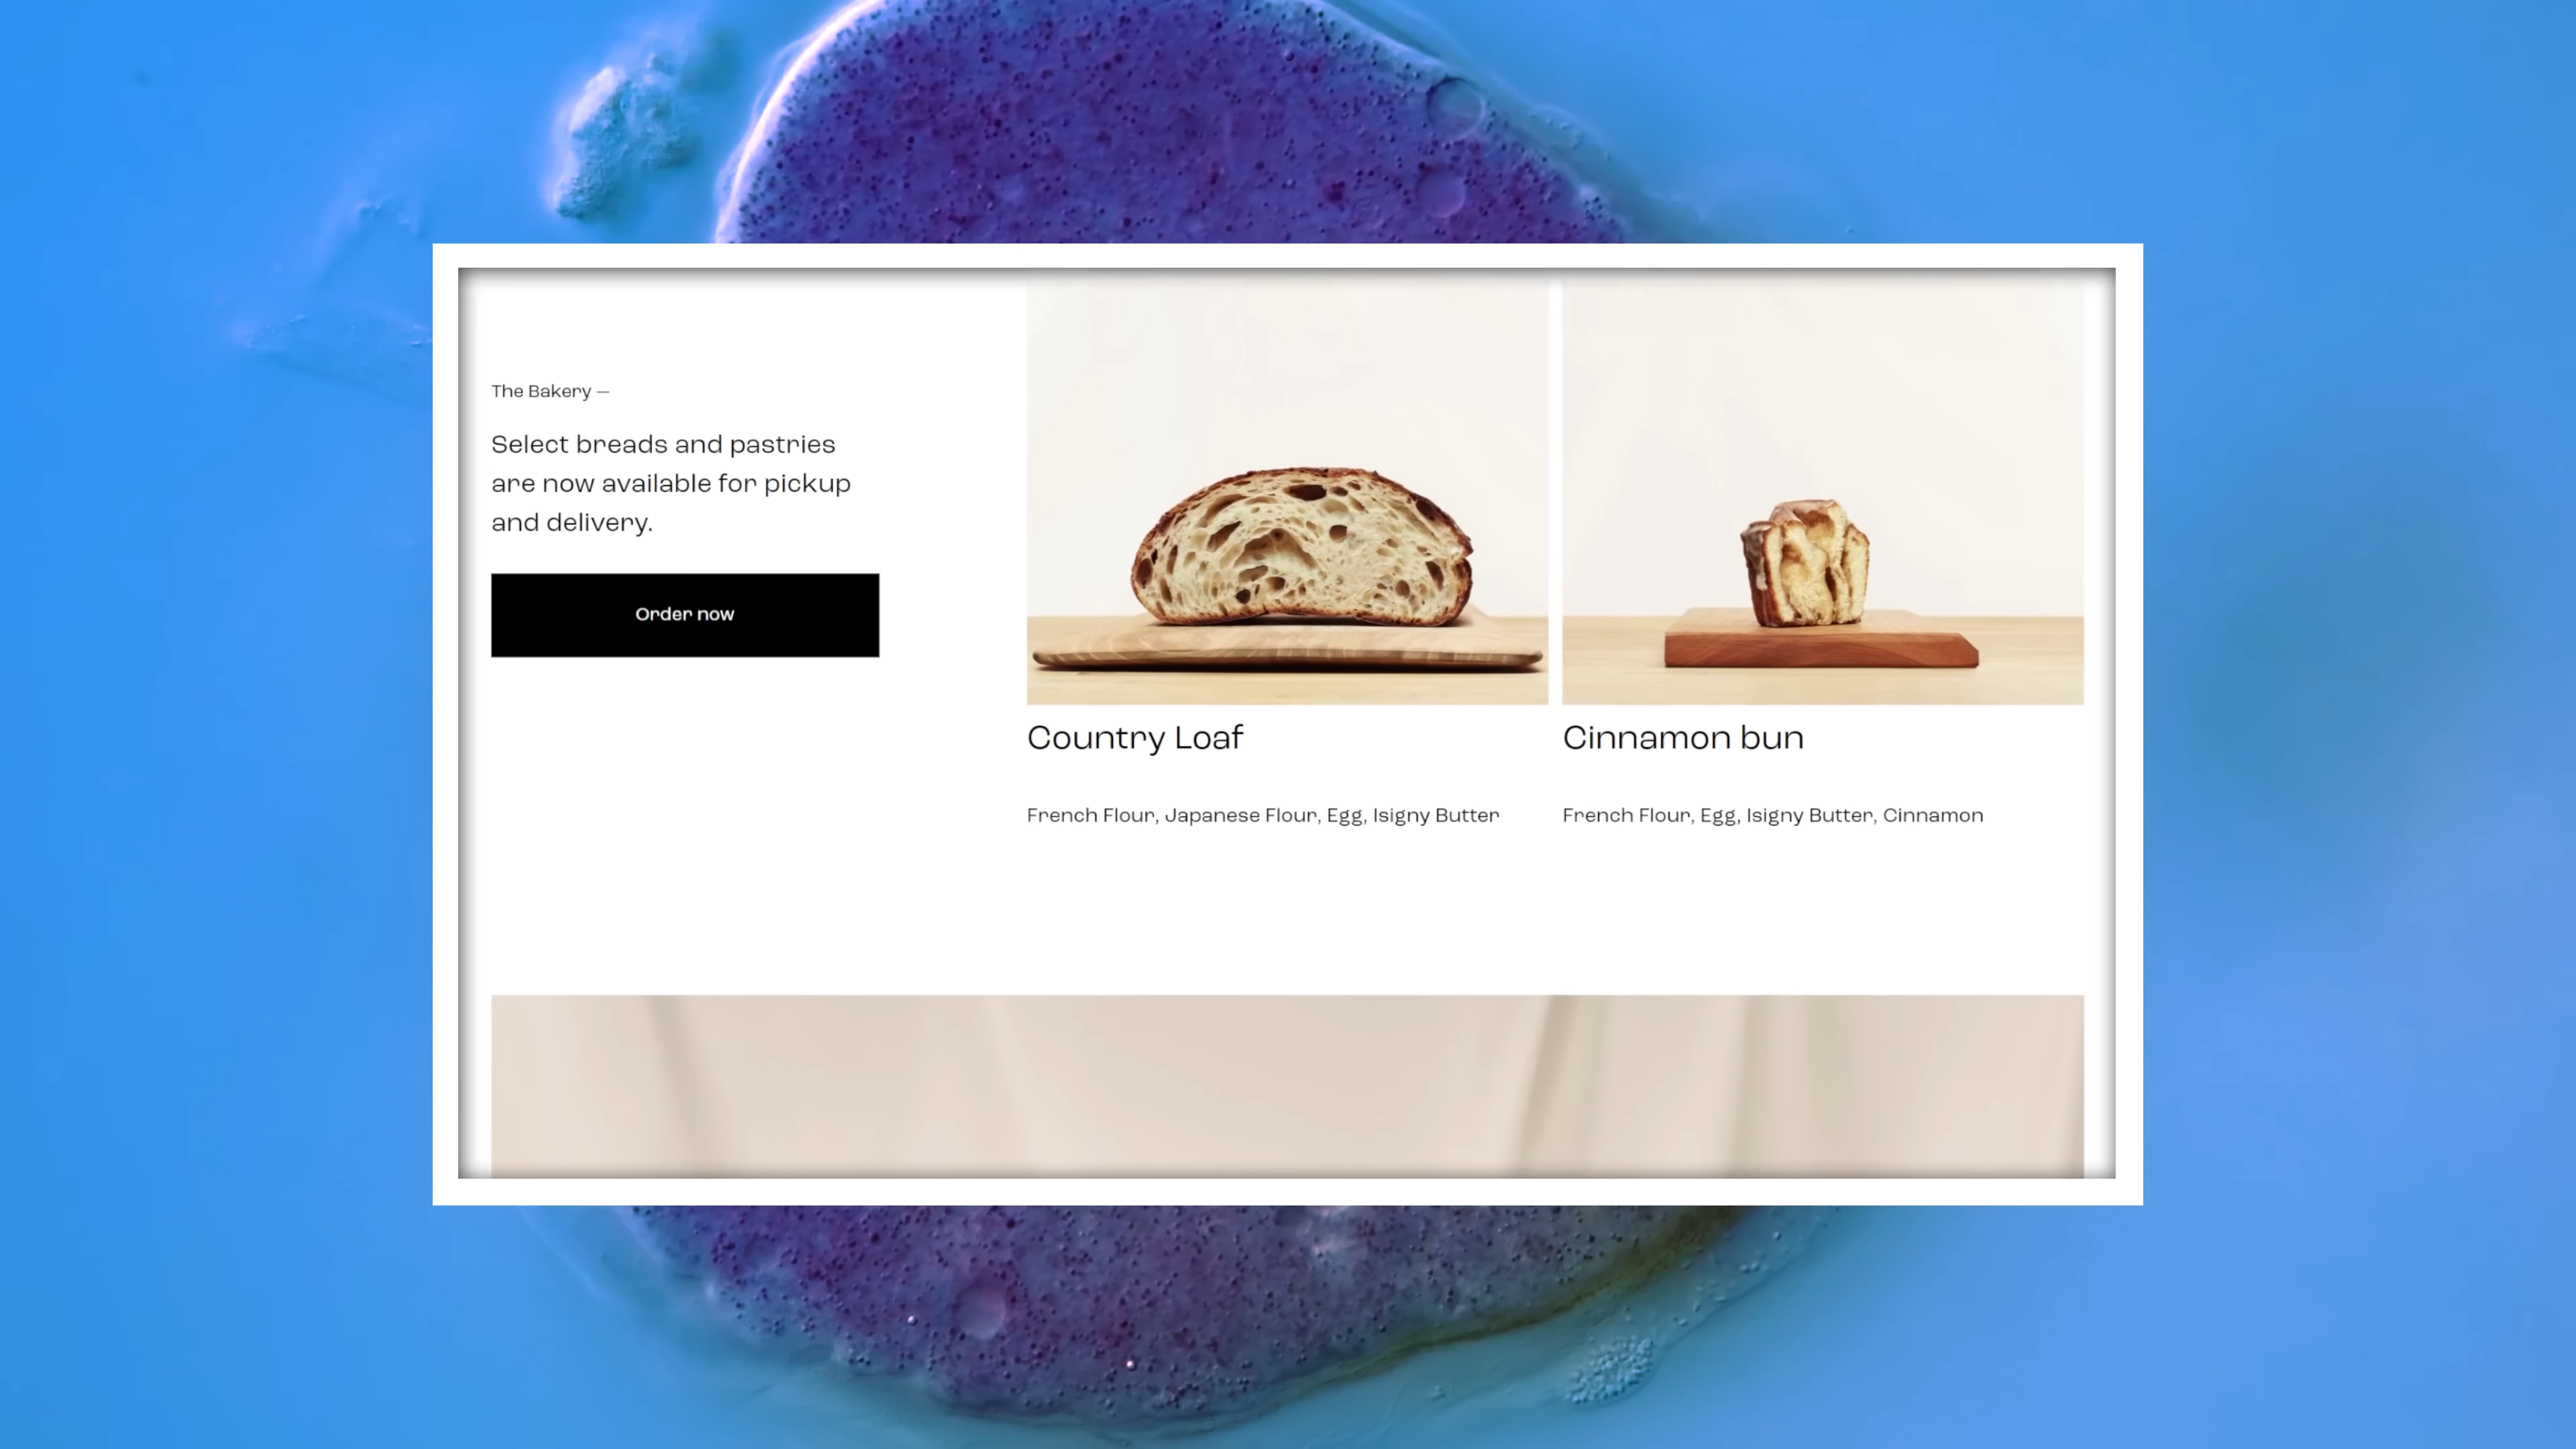 The Bakery —
Select breads and pastries
are now available for pickup
and delivery.
Order now
Country Loaf
French Flour, Japanese Flour, Egg, Isigny Butter
Cinnamon bun
French Flour, Egg, Isigny Butter, Cinnamon